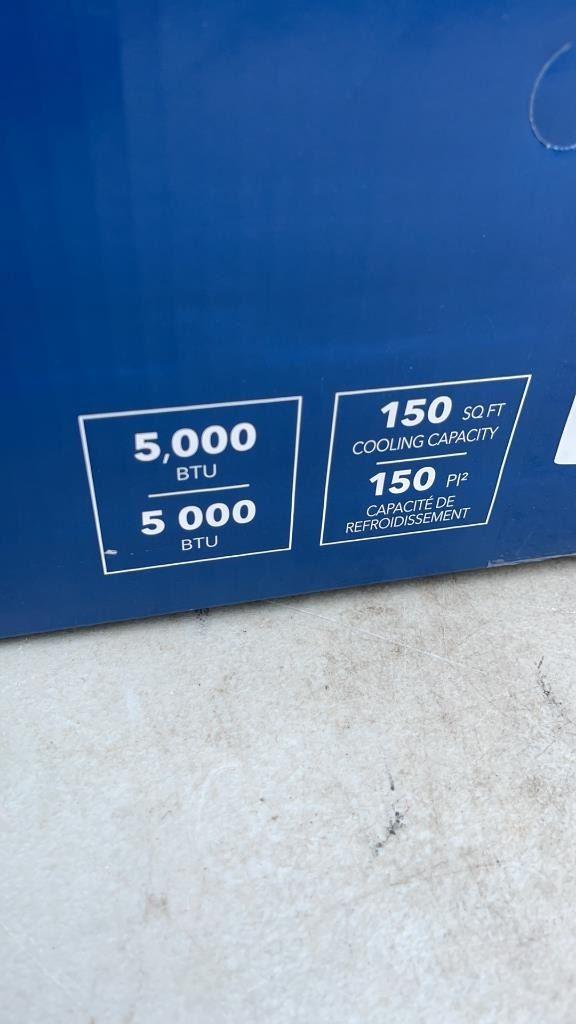 5,000
BTU
5 000
BTU
150 SQ FT
COOLING CAPACITY
150 PI²
CAPACITÉ DE
REFROIDISSEMENT